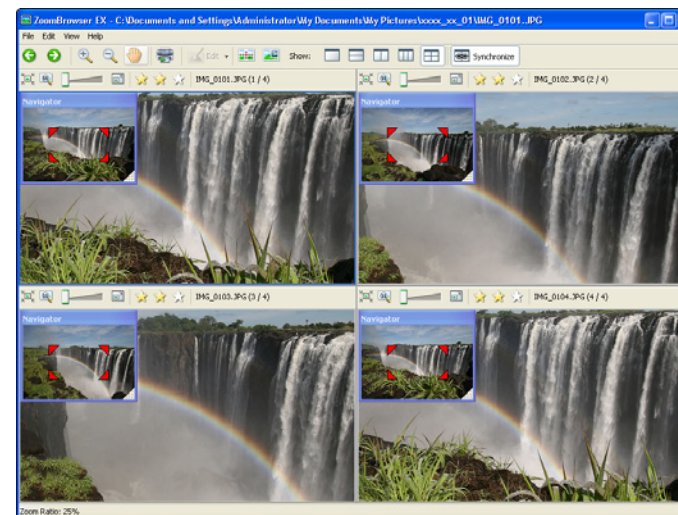 ZoomBrowser EX - C:\Documents and Settings\Administrator\My Documents\My Pictures\xxxx_xx_01\IMG_0101..JPG
File Edit View Help
Edit Show: Synchronize
IMG_0101.JPG (1 / 4)
IMG_0102.JPG (2 / 4)
Navigator
Navigator
IMG_0103.JPG (3 / 4)
IMG_0104.JPG (4 / 4)
Navigator
Navigator
Zoom Ratio: 25%